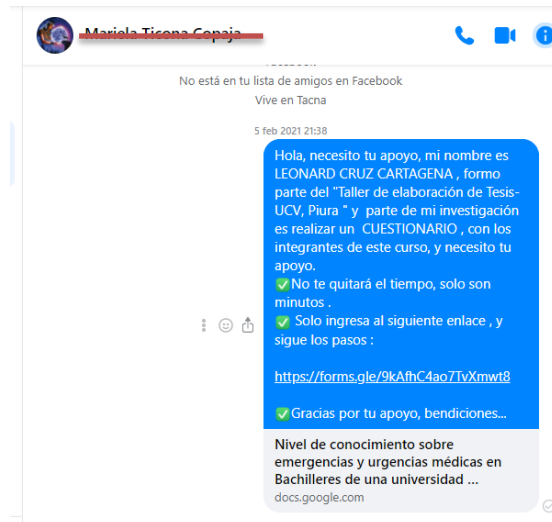 Mariela Ticona Copaja
No está en tu lista de amigos en Facebook
Vive en Tacna
5 feb 2021 21:38
Hola, necesito tu apoyo, mi nombre es
LEONARD CRUZ CARTAGENA , formo
parte del "Taller de elaboración de Tesis-
UCV, Piura " y parte de mi investigación
es realizar un CUESTIONARIO , con los
integrantes de este curso, y necesito tu
apoyo.
✅No te quitará el tiempo, solo son
minutos .
✅ Solo ingresa al siguiente enlace , y
sigue los pasos :
https://forms.gle/9kAfhC4ao7TvXmwt8
✅Gracias por tu apoyo, bendiciones...
Nivel de conocimiento sobre
emergencias y urgencias médicas en
Bachilleres de una universidad ...
docs.google.com